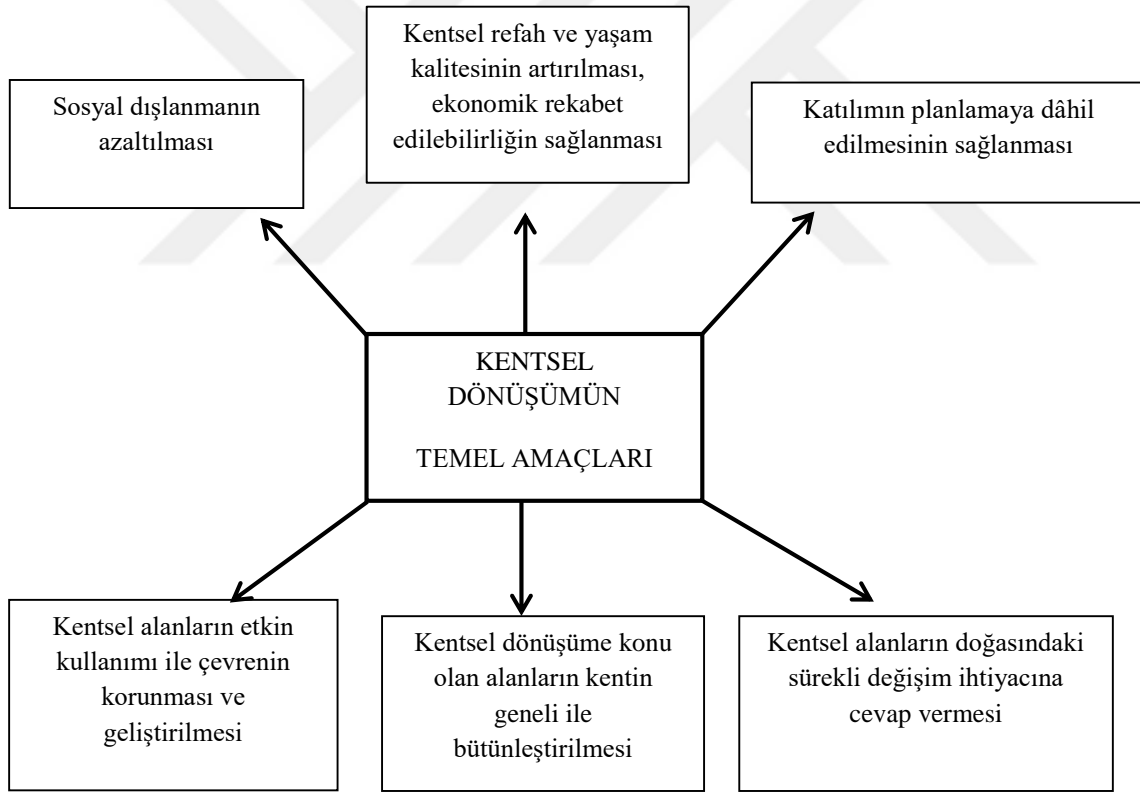 Sosyal dışlanmanın
azaltılması
Kentsel refah ve yaşam
kalitesinin artırılması,
ekonomik rekabet
edilebilirliğin sağlanması
Katılımın planlamaya dâhil
edilmesinin sağlanması
KENTSEL
DÖNÜŞÜMÜN
TEMEL AMAÇLARI
Kentsel alanların etkin
kullanımı ile çevrenin
korunması ve
geliştirilmesi
Kentsel dönüşüme konu
olan alanların kentin
geneli ile
bütünleştirilmesi
Kentsel alanların doğasındaki
sürekli değişim ihtiyacına
cevap vermesi